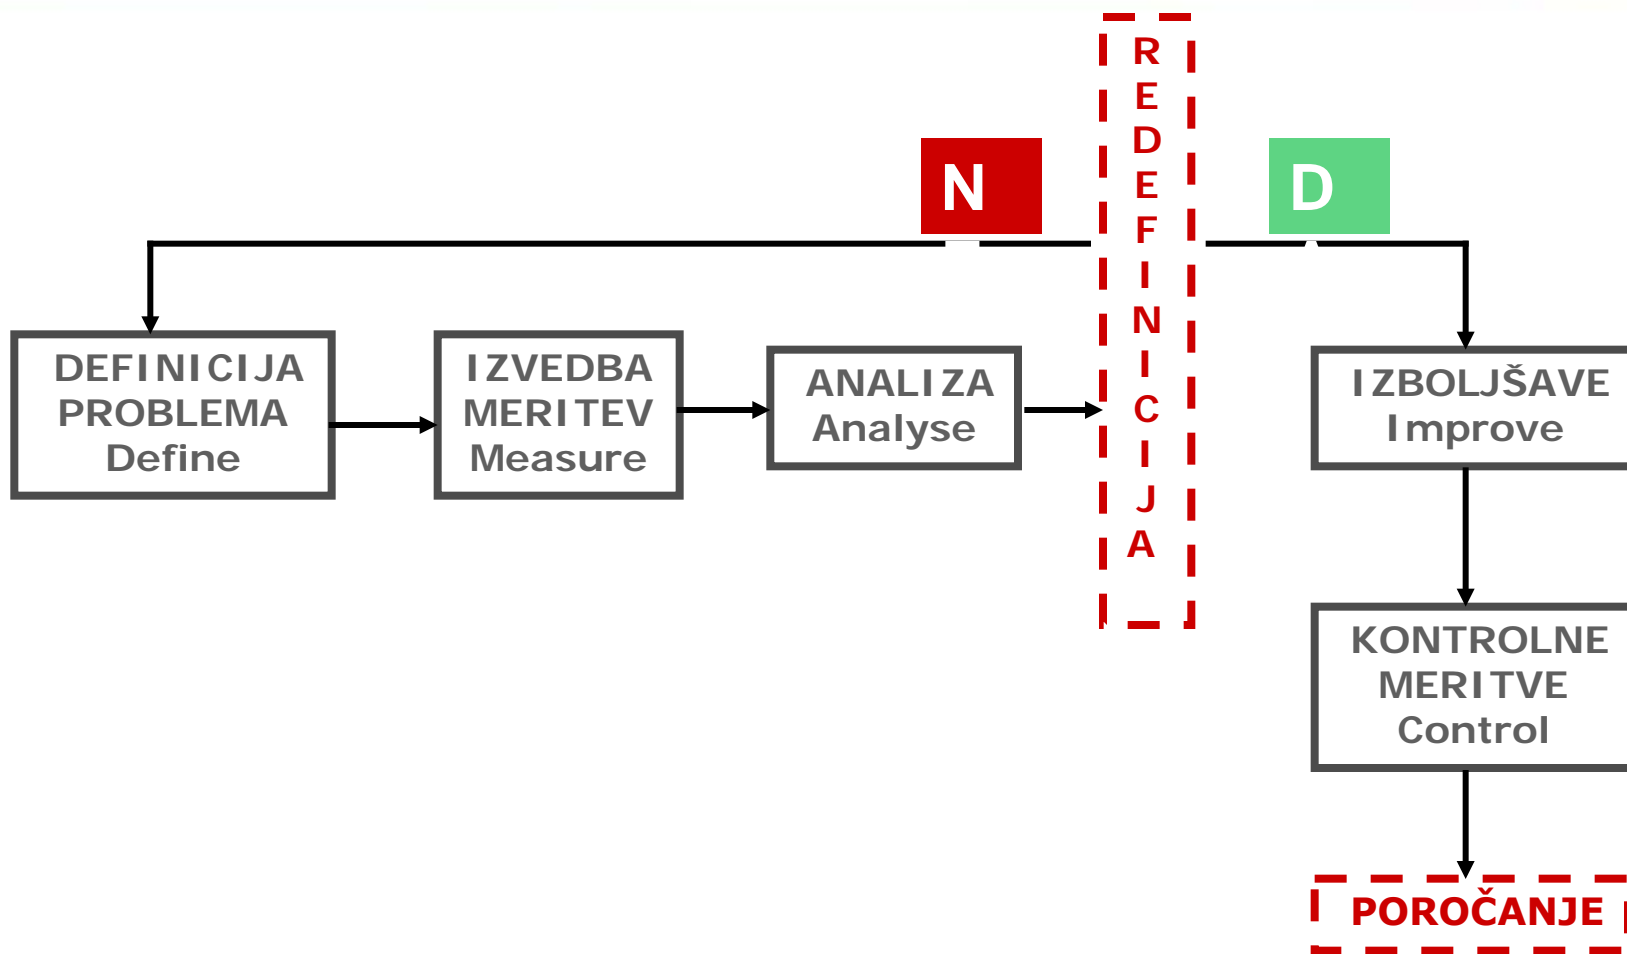 N
D
REDEFINICIJA
DEFINICIJA
PROBLEMA
Define
IZVEDBA
MERITEV
Measure
ANALIZA
Analyse
IZBOLJŠAVE
Improve
KONTROLNE
MERITVE
Control
POROČANJE